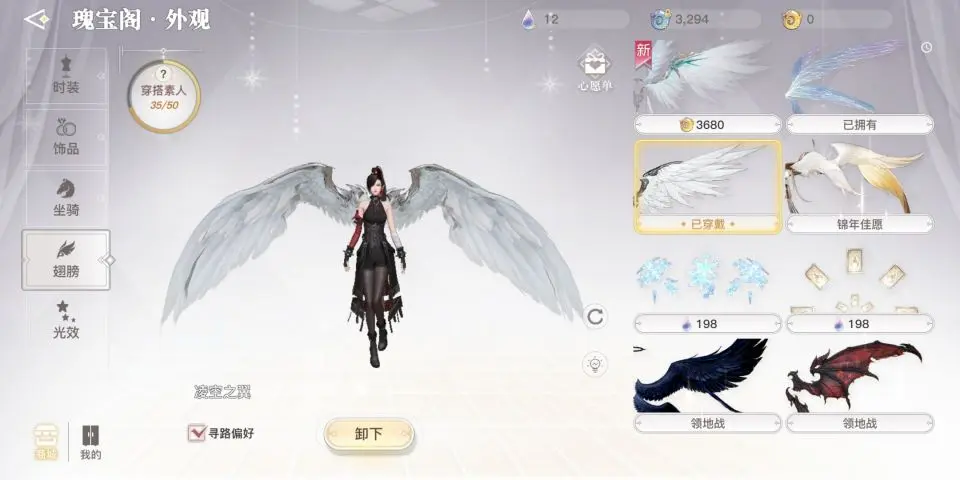 瑰宝阁·外观
12
3,294
0
时装
饰品
坐骑
翅膀
光效
?
穿搭素人
35/50
心愿单
新
3680
已拥有
已穿戴
锦年佳愿
198
198
领地战
领地战
凌空之翼
寻路偏好
卸下
商城
我的